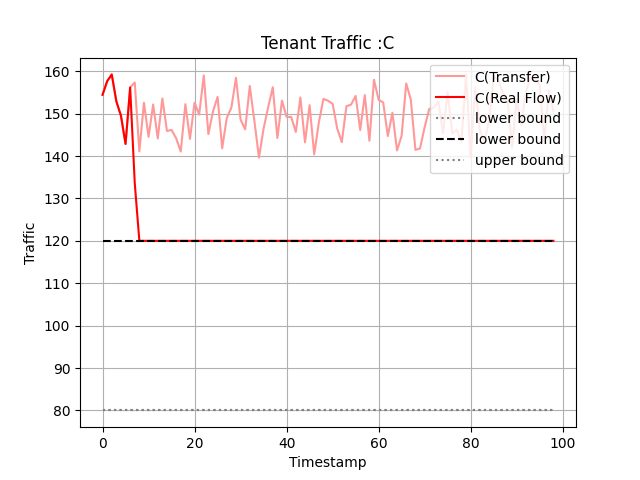 Tenant Traffic :C
C(Transfer)
C(Real Flow)
lower bound
lower bound
upper bound
Traffic
160
150
140
130
120
110
100
90
80
0 20 40 60 80 100
Timestamp